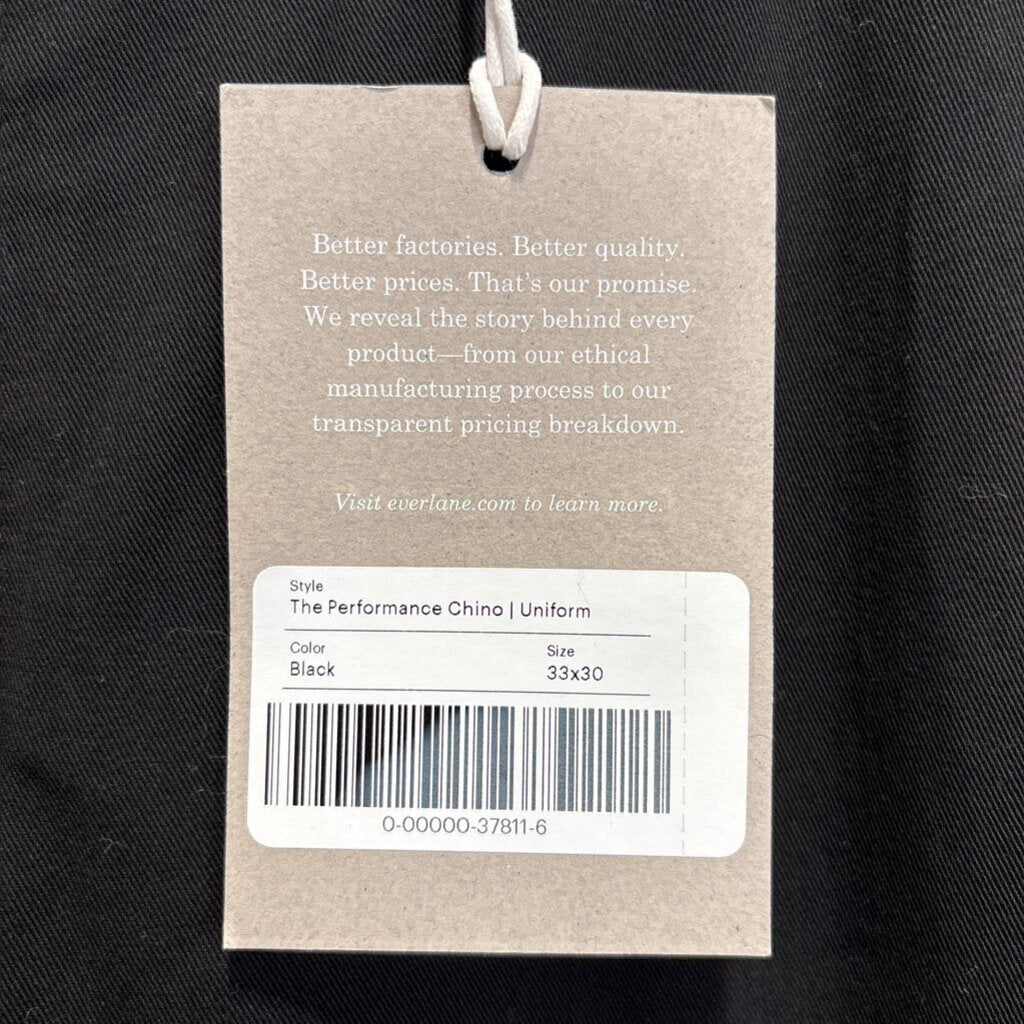 Better factories. Better quality.
Better prices. That's our promise.
We reveal the story behind every
product—from our ethical
manufacturing process to our
transparent pricing breakdown.
Visit everlane.com to learn more.
Style
The Performance Chino | Uniform
Color
Black
Size
33x30
0-00000-37811-6